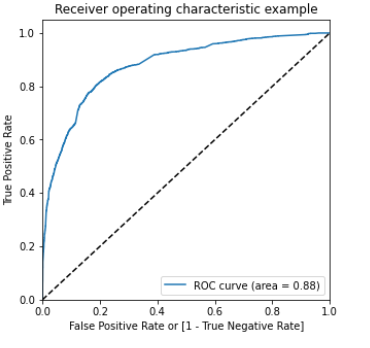 Receiver operating characteristic example
True Positive Rate
1.0
0.8
0.6
0.4
0.2
0.0
ROC curve (area = 0.88)
0.0 0.2 0.4 0.6 0.8 1.0
False Positive Rate or [1 - True Negative Rate]